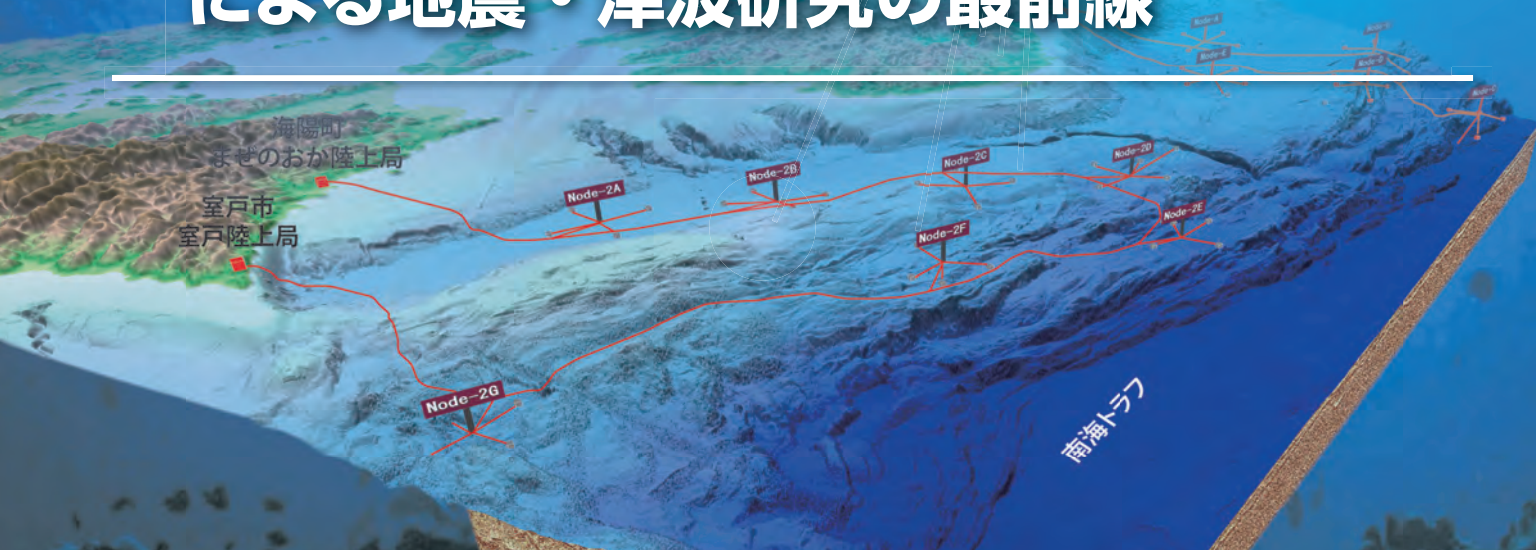 による地震・津波研究の最前線
海陽町
まぜのおか陸上局
室戸市
室戸陸上局
Node-2A
Node-2B
Node-2C
Node-2D
Node-2E
Node-2F
Node-2G
南海トラフ